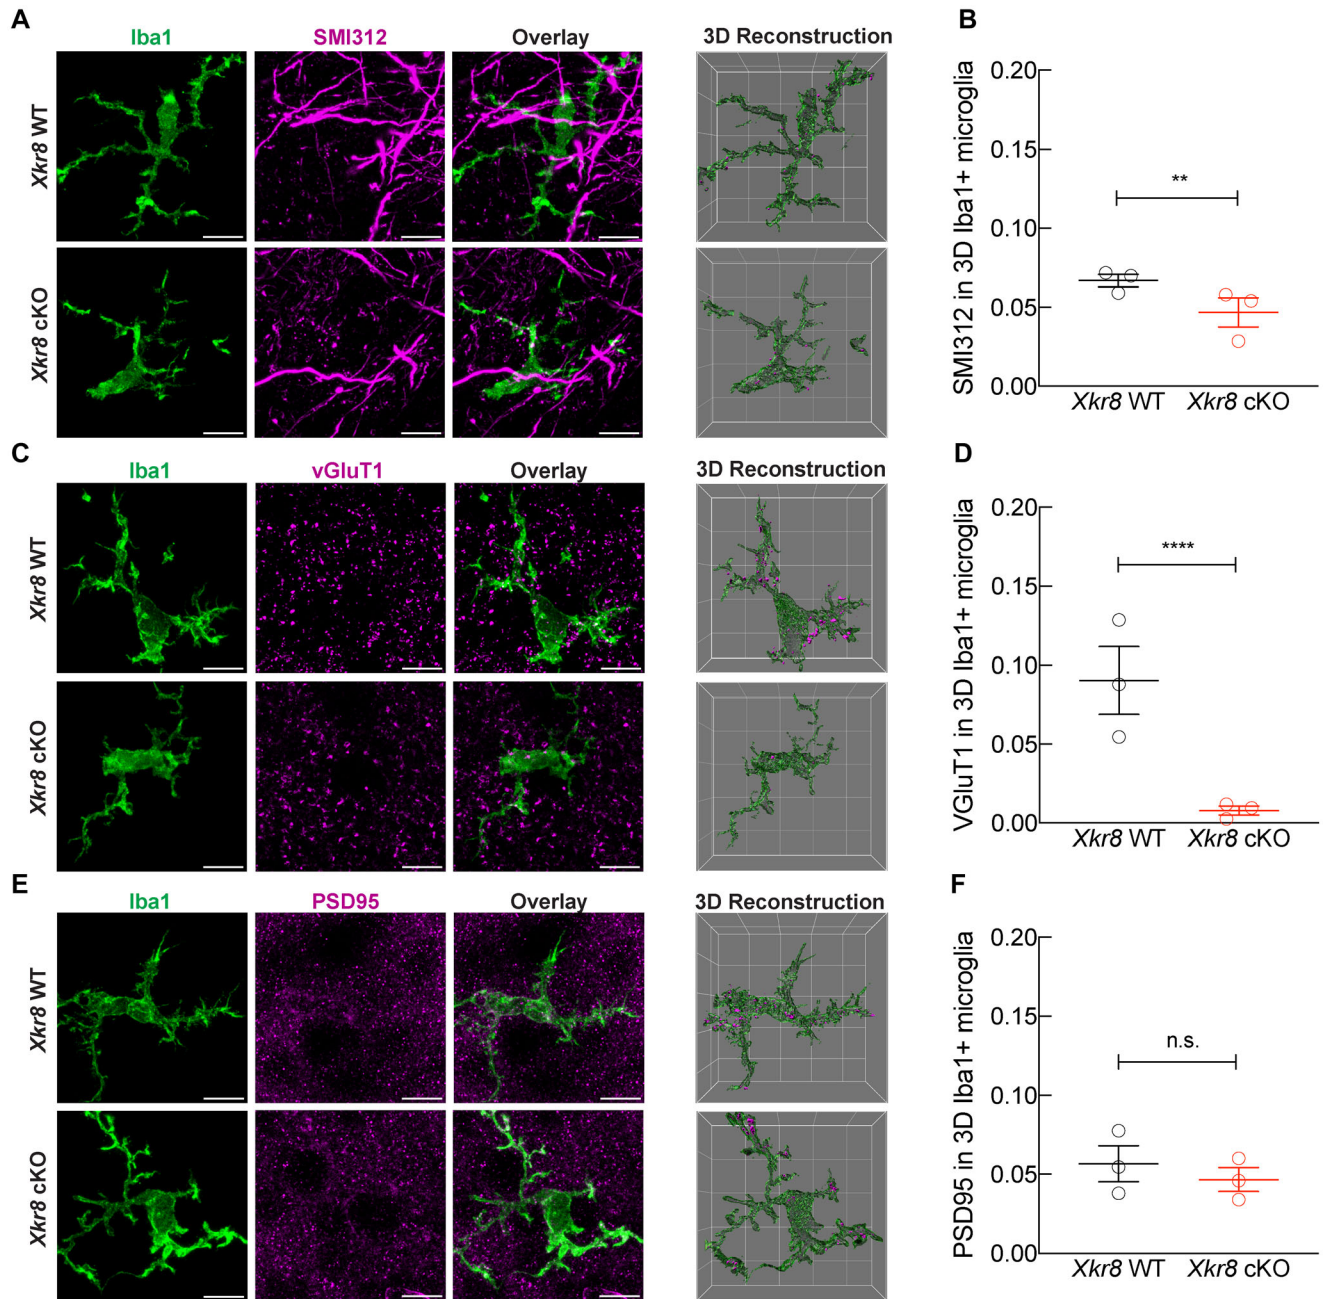 A
Iba1 SMI312 Overlay 3D Reconstruction
Xkr8 WT
Xkr8 cKO
B
SMI312 in 3D Iba1+ microglia
0.20
0.15
0.10
0.05
0.00
**
Xkr8 WT Xkr8 cKO
C
Iba1 vGluT1 Overlay 3D Reconstruction
Xkr8 WT
Xkr8 cKO
D
VGluT1 in 3D Iba1+ microglia
0.20
0.15
0.10
0.05
0.00
****
Xkr8 WT Xkr8 cKO
E
Iba1 PSD95 Overlay 3D Reconstruction
Xkr8 WT
Xkr8 cKO
F
PSD95 in 3D Iba1+ microglia
0.20
0.15
0.10
0.05
0.00
n.s.
Xkr8 WT Xkr8 cKO